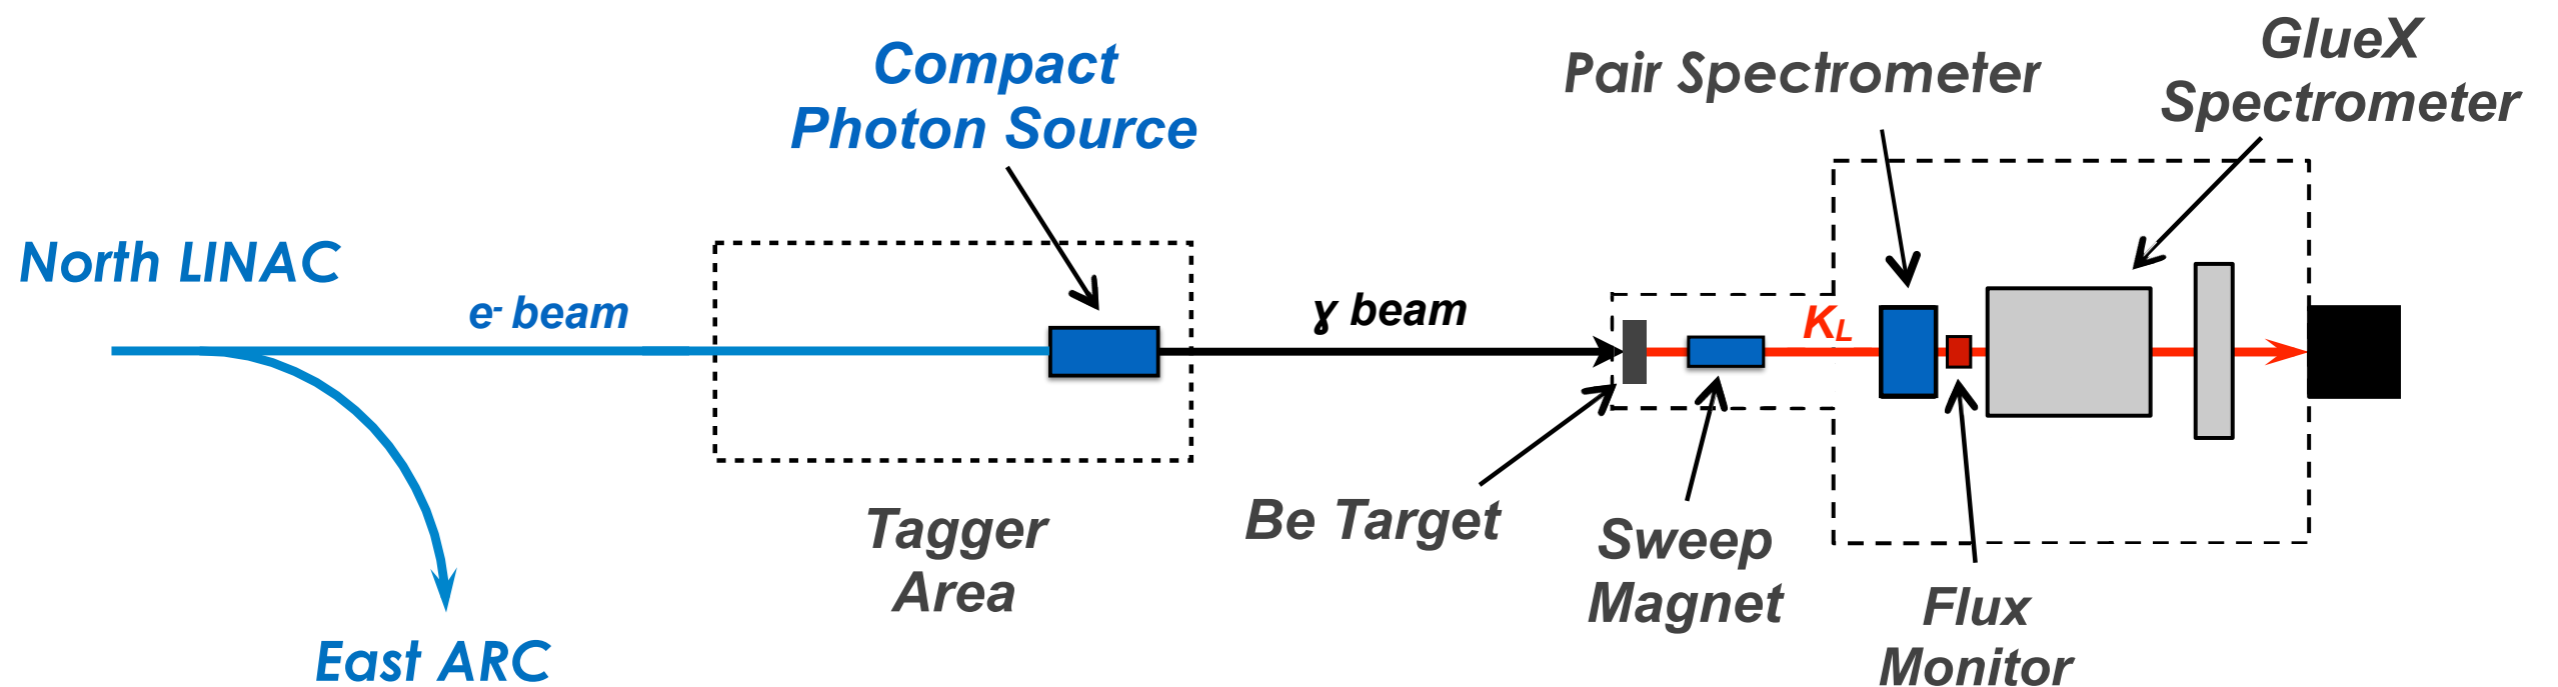 Compact
Photon Source
Pair Spectrometer
GlueX
Spectrometer
North LINAC
e- beam
ɣ beam
KL
Tagger
Area
Be Target
Sweep
Magnet
Flux
Monitor
East ARC